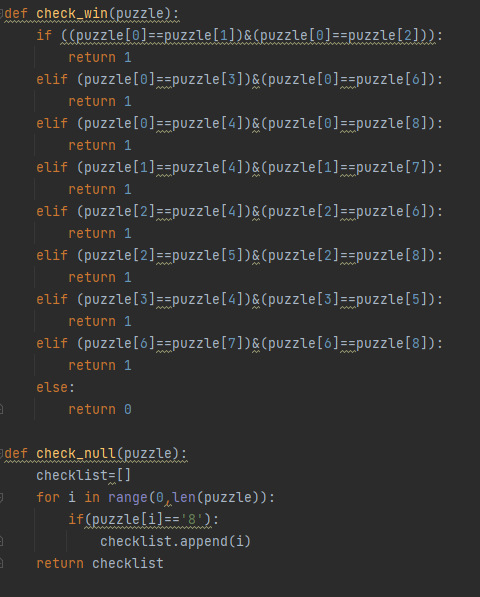 def check_win(puzzle):
    if ((puzzle[0]==puzzle[1])&(puzzle[0]==puzzle[2])):
        return 1
    elif (puzzle[0]==puzzle[3])&(puzzle[0]==puzzle[6]):
        return 1
    elif (puzzle[0]==puzzle[4])&(puzzle[0]==puzzle[8]):
        return 1
    elif (puzzle[1]==puzzle[4])&(puzzle[1]==puzzle[7]):
        return 1
    elif (puzzle[2]==puzzle[4])&(puzzle[2]==puzzle[6]):
        return 1
    elif (puzzle[2]==puzzle[5])&(puzzle[2]==puzzle[8]):
        return 1
    elif (puzzle[3]==puzzle[4])&(puzzle[3]==puzzle[5]):
        return 1
    elif (puzzle[6]==puzzle[7])&(puzzle[6]==puzzle[8]):
        return 1
    else:
        return 0
def check_null(puzzle):
    checklist=[]
    for i in range(0,len(puzzle)):
        if(puzzle[i]=='8'):
            checklist.append(i)
    return checklist